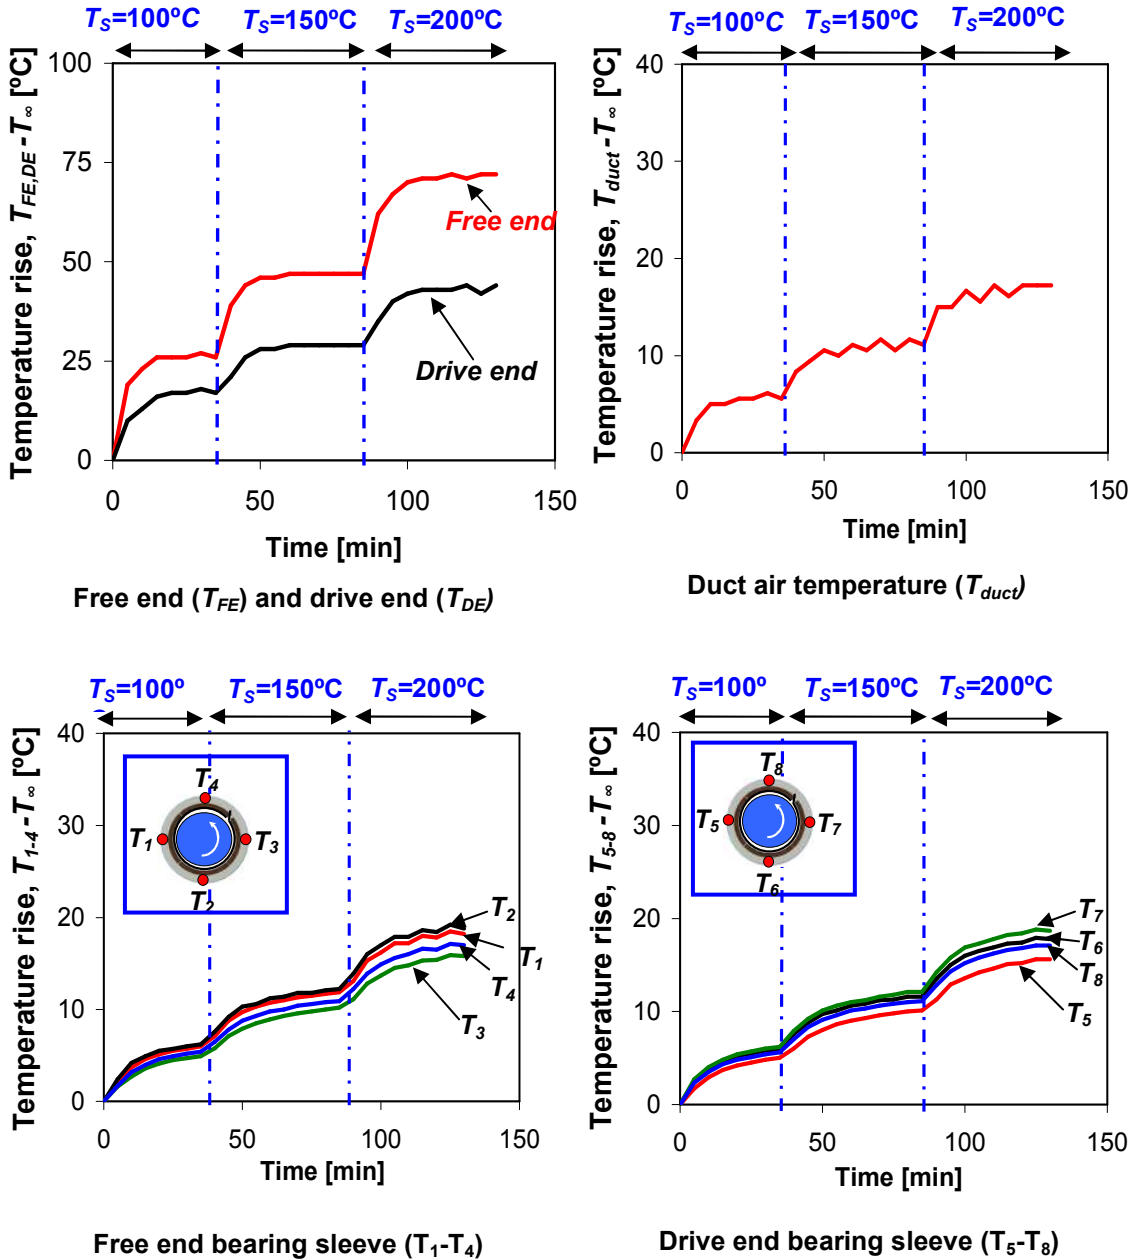 TS=100ºC TS=150ºC TS=200ºC
Temperature rise, TFE,DE-T∞ [ºC]
100
75
50
25
0
Free end
Drive end
0 50 100 150
Time [min]
Free end (TFE) and drive end (TDE)
TS=100ºC TS=150ºC TS=200ºC
Temperature rise, Tduct-T∞ [ºC]
40
30
20
10
0
0 50 100 150
Time [min]
Duct air temperature (Tduct)
TS=100º TS=150ºC TS=200ºC
Temperature rise, T1-4-T∞ [ºC]
40
30
20
10
0
T4
T1 T3
T2
T2
T1
T4
T3
0 50 100 150
Time [min]
Free end bearing sleeve (T1-T4)
TS=100º TS=150ºC TS=200ºC
Temperature rise, T5-8-T∞ [ºC]
40
30
20
10
0
T8
T5 T7
T6
T7
T6
T8
T5
0 50 100 150
Time [min]
Drive end bearing sleeve (T5-T8)